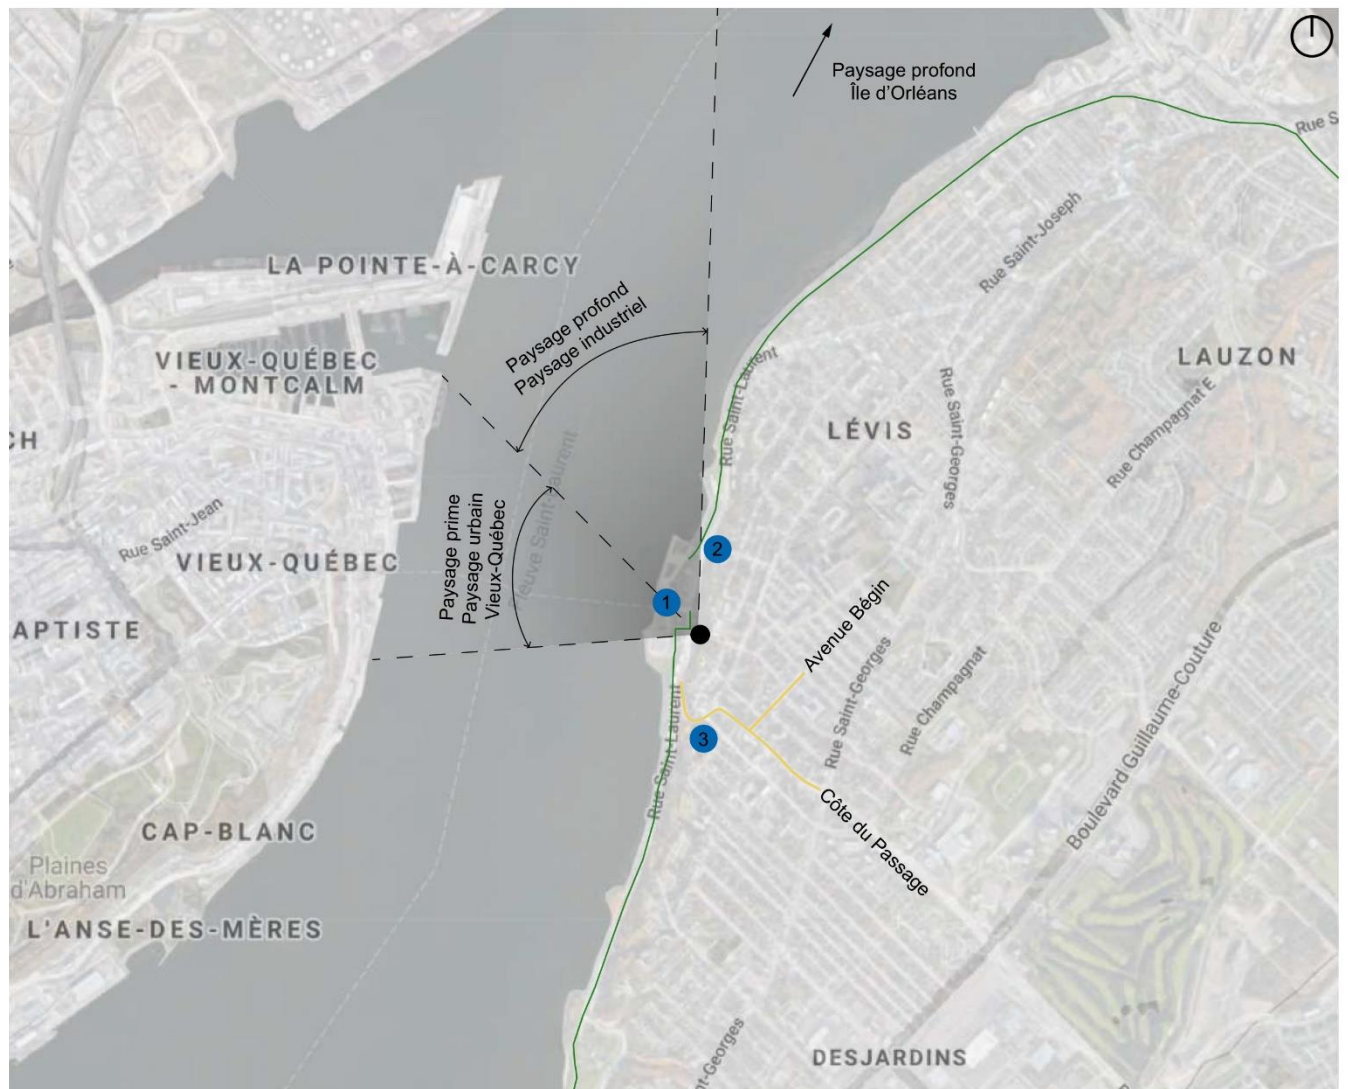 Paysage profond
Île d'Orléans
Rue S
Rue Saint-Joseph
LA POINTE-À-CARCY
Paysage profond
Paysage industriel
VIEUX-QUÉBEC
- MONTCALM
LAUZON
Rue Saint-Laurent
Rue Saint-Georges
Rue Champagnat E
CH
LÉVIS
Paysage prime
Paysage urbain
Vieux-Québec
Fleuve Saint-Laurent
Rue Saint-Jean
VIEUX-QUÉBEC
2
1
APTISTE
Avenue Bégin
Rue Saint-Georges
Rue Champagnat
Boulevard Guillaume-Couture
3
Rue Saint-Laurent
Côte du Passage
CAP-BLANC
Plaines
d'Abraham
L'ANSE-DES-MÈRES
nt-Georges
DESJARDINS